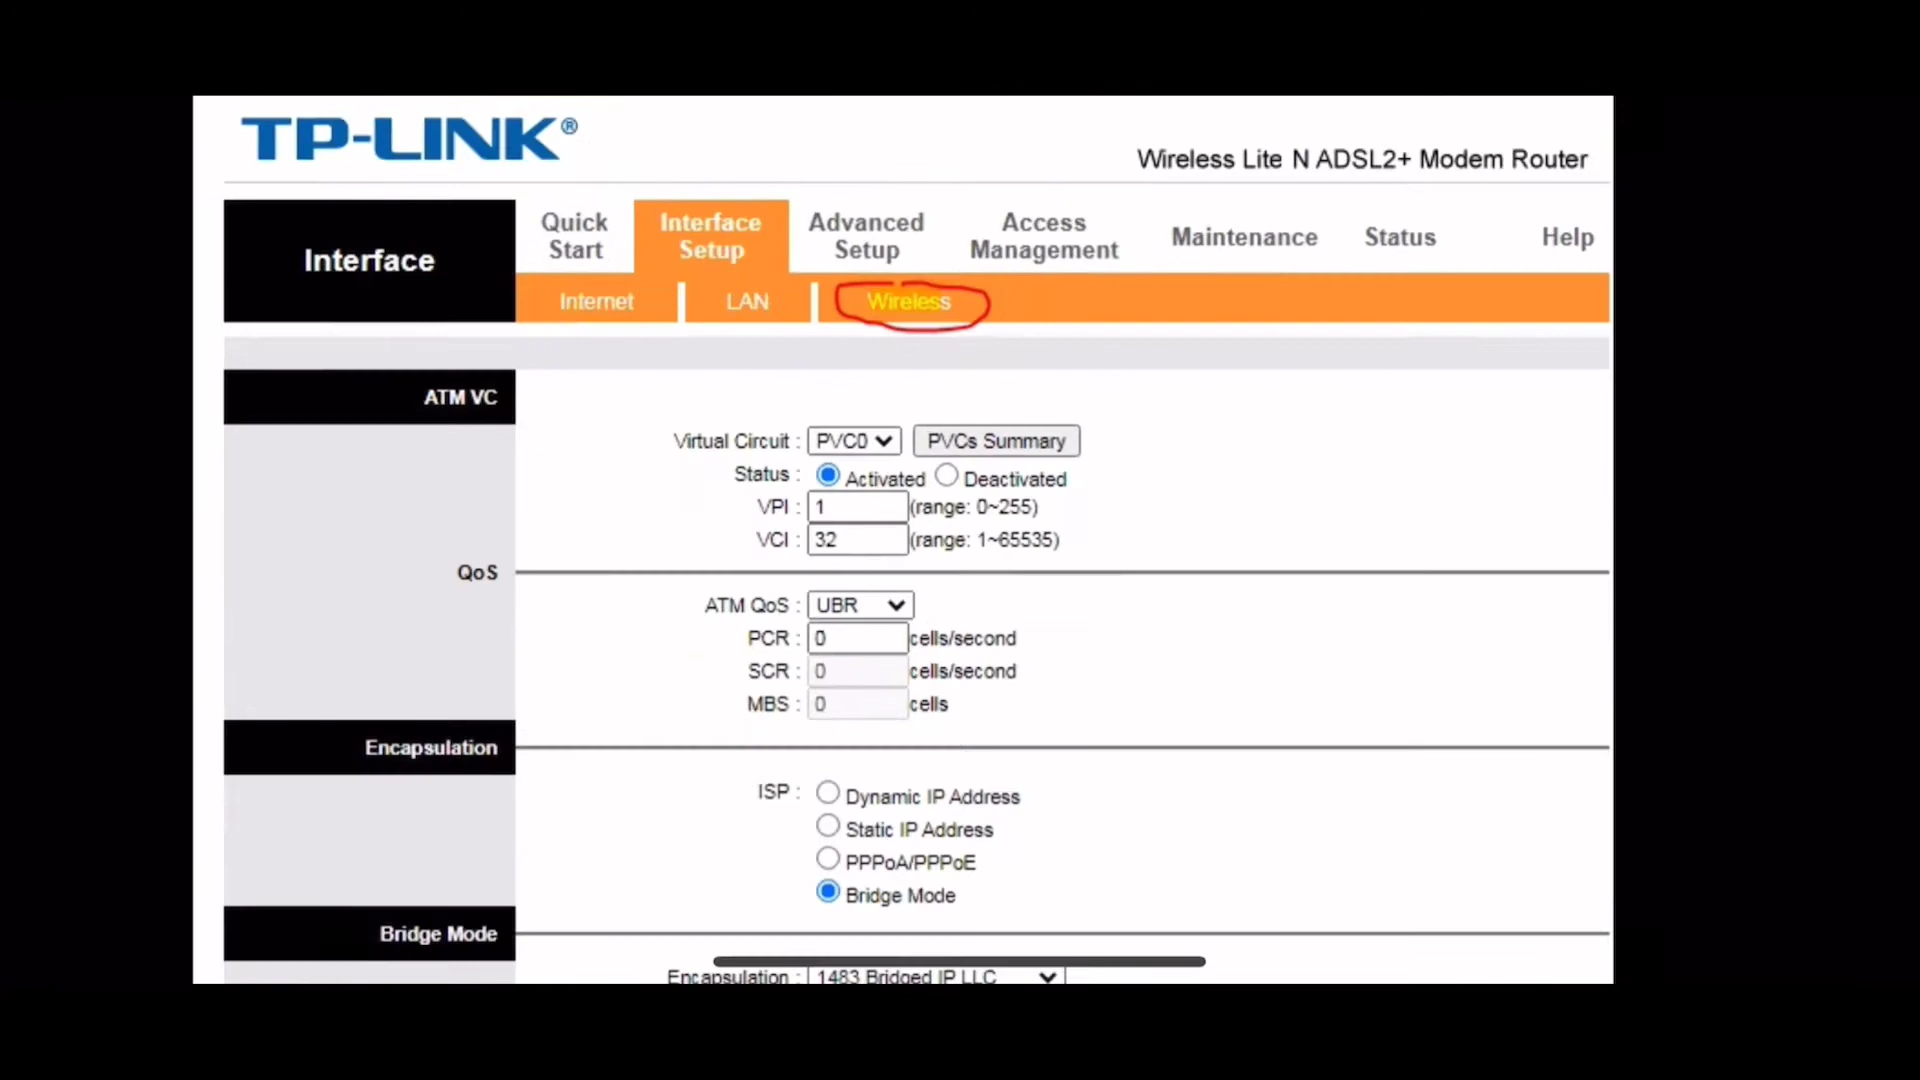 TP-LINK®
Wireless Lite N ADSL2+ Modem Router
Interface
Quick Start
Interface Setup
Advanced Setup
Access Management
Maintenance
Status
Help
Internet
LAN
Wireless
ATM VC
Virtual Circuit : PVC0 PVCs Summary
Status : Activated Deactivated
VPI : 1 (range: 0~255)
VCI : 32 (range: 1~65535)
QoS
ATM QoS : UBR
PCR : 0 cells/second
SCR : 0 cells/second
MBS : 0 cells
Encapsulation
ISP : Dynamic IP Address
Static IP Address
PPPoA/PPPoE
Bridge Mode
Bridge Mode
Encapsulation : 1483 Bridged IP LLC